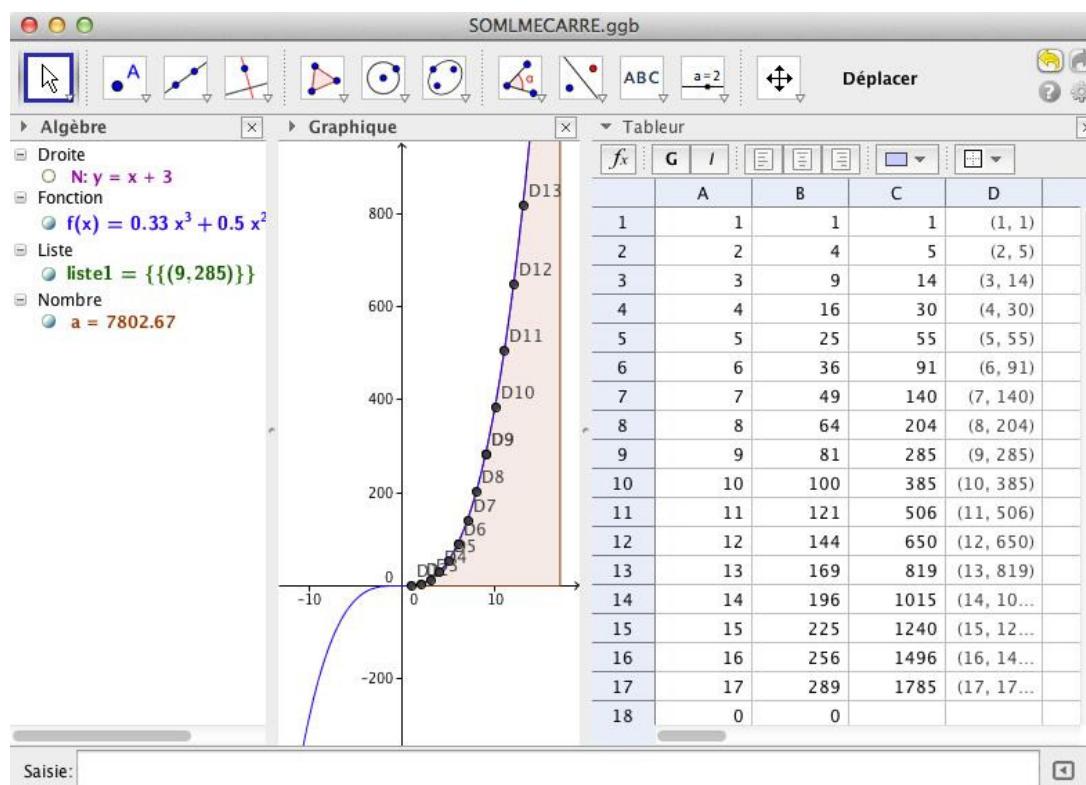 SOMLMECARRE.ggb
A
α
ABC
a=2
Déplacer
?
Algèbre
Droite
N: y = x + 3
Fonction
f(x) = 0.33 x³ + 0.5 x²
Liste
liste1 = {{(9,285)}}
Nombre
a = 7802.67
Graphique
800
600
400
200
0
-200
-10
0
10
D13
D12
D11
D10
D9
D8
D7
D6
Tableur
fx G I
A B C D
1 1 1 1 (1, 1)
2 2 4 5 (2, 5)
3 3 9 14 (3, 14)
4 4 16 30 (4, 30)
5 5 25 55 (5, 55)
6 6 36 91 (6, 91)
7 7 49 140 (7, 140)
8 8 64 204 (8, 204)
9 9 81 285 (9, 285)
10 10 100 385 (10, 385)
11 11 121 506 (11, 506)
12 12 144 650 (12, 650)
13 13 169 819 (13, 819)
14 14 196 1015 (14, 10...
15 15 225 1240 (15, 12...
16 16 256 1496 (16, 14...
17 17 289 1785 (17, 17...
18 0 0
Saisie: